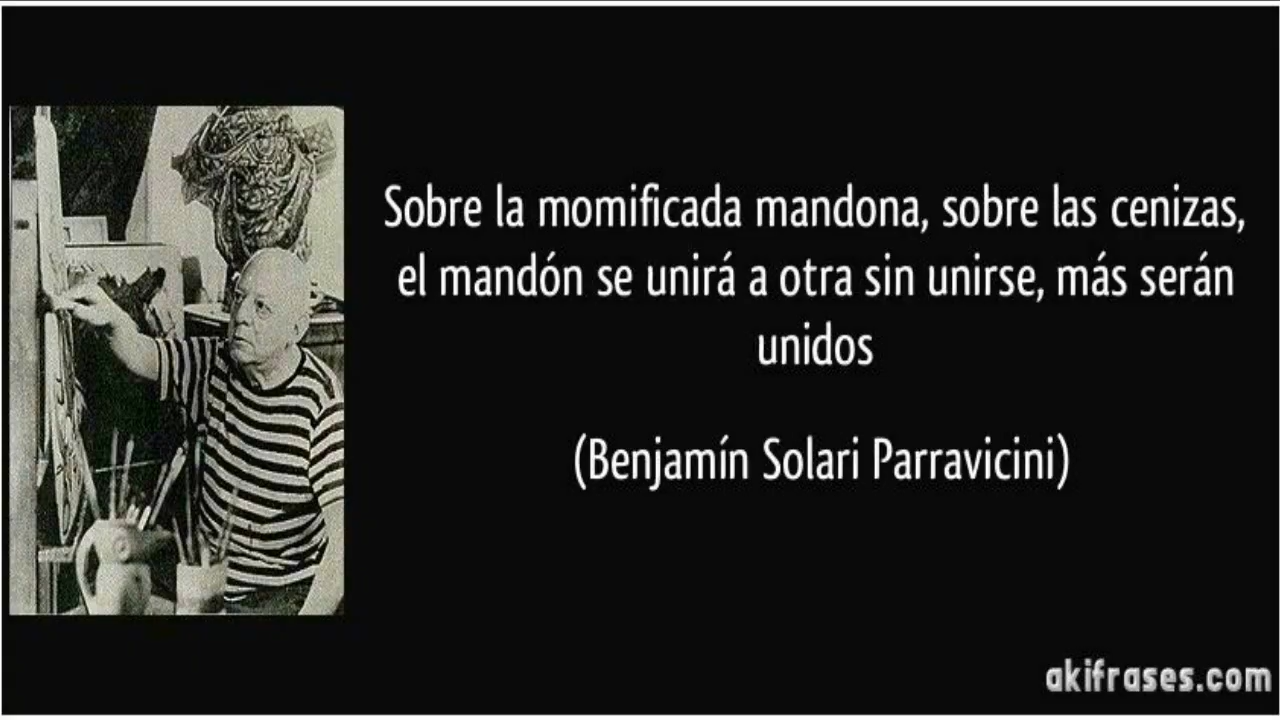 Sobre la momificada mandona, sobre las cenizas,
el mandón se unirá a otra sin unirse, más serán
unidos
(Benjamín Solari Parravicini)
akifrases.com